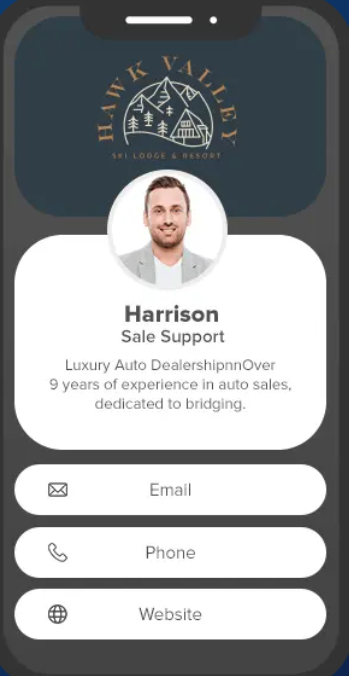 HAWK VALLEY
SKI LODGE & RESORT
Harrison
Sale Support
Luxury Auto DealershipnnOver
9 years of experience in auto sales,
dedicated to bridging.
Email
Phone
Website